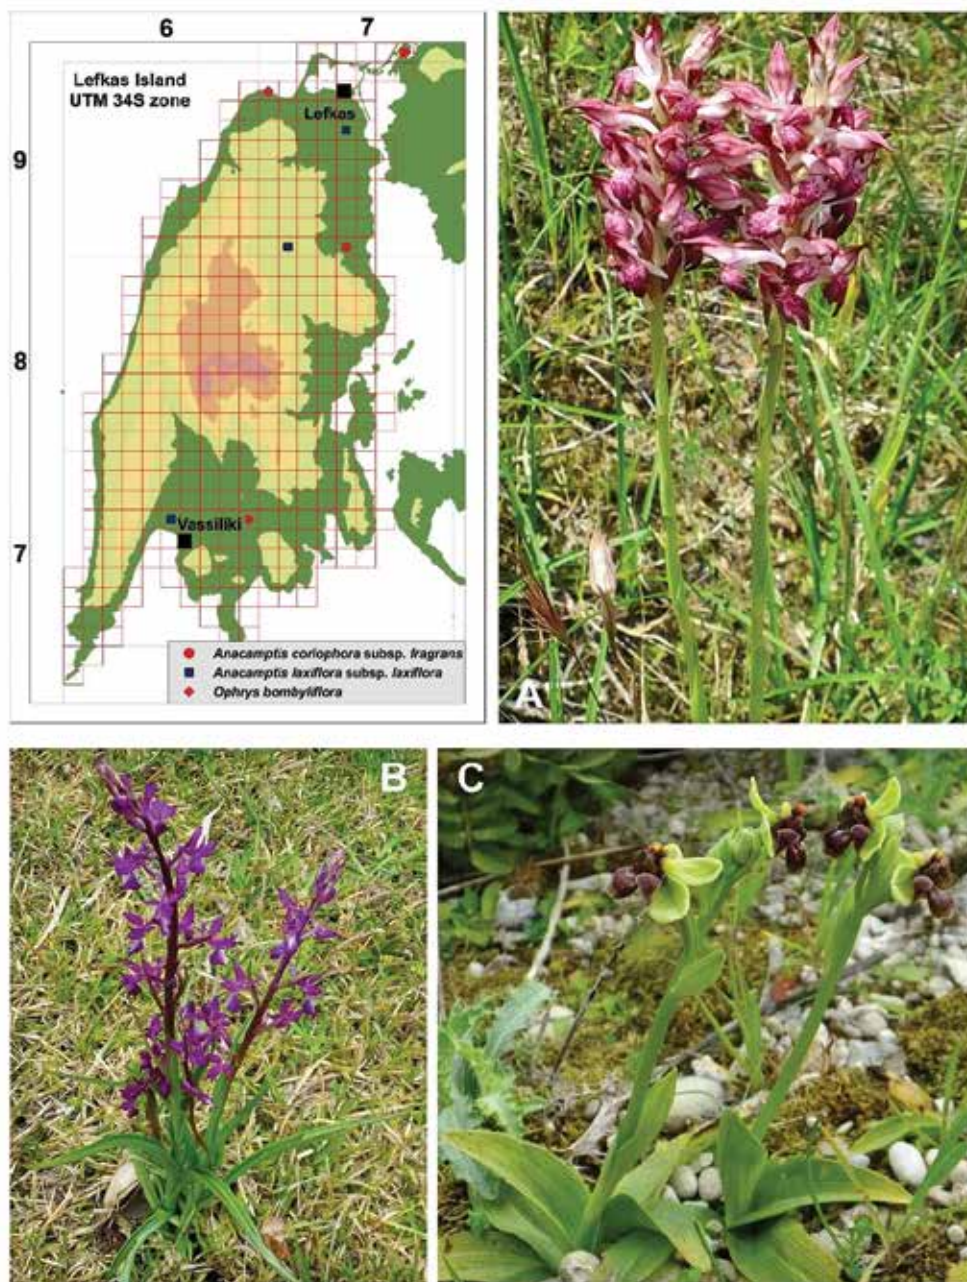 6 7
Lefkas Island
UTM 34S zone
Lefkas
9
8
Vassiliki
7
Anacamptis coriophora subsp. fragrans
Anacamptis laxiflora subsp. laxiflora
Ophrys bombyliflora
A
B
C